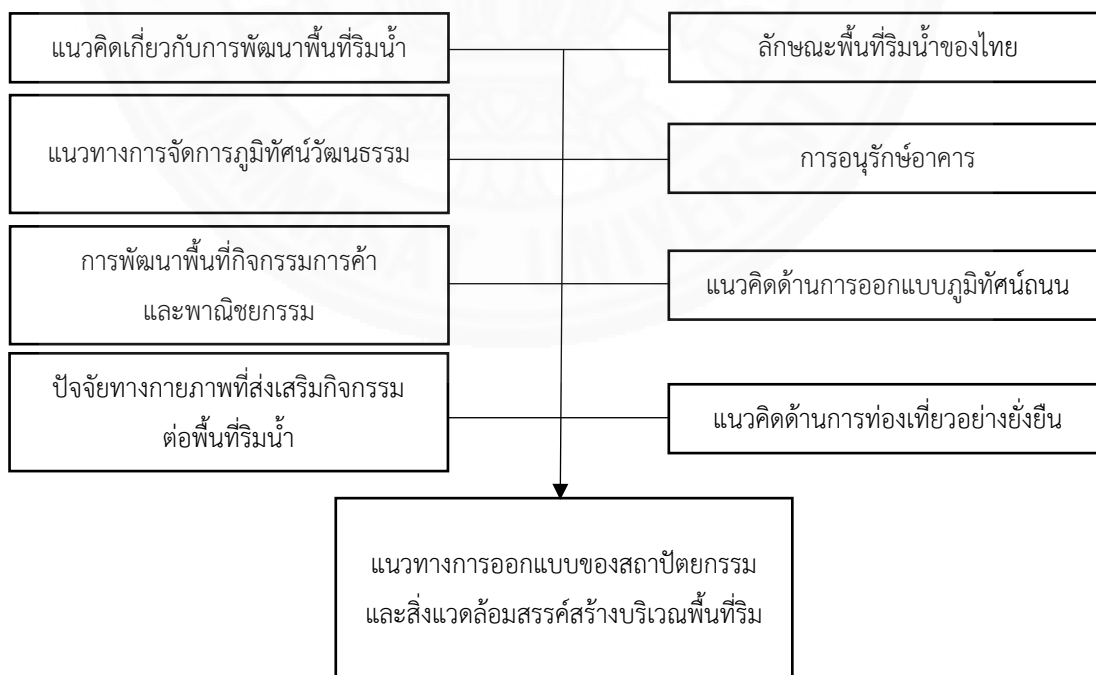 แนวคิดเกี่ยวกับการพัฒนาพื้นที่ริมน้ำ
ลักษณะพื้นที่ริมน้ำของไทย
แนวทางการจัดการภูมิทัศน์วัฒนธรรม
การอนุรักษ์อาคาร
การพัฒนาพื้นที่กิจกรรมการค้า
และพาณิชยกรรม
แนวคิดด้านการออกแบบภูมิทัศน์ถนน
ปัจจัยทางกายภาพที่ส่งเสริมกิจกรรม
ต่อพื้นที่ริมน้ำ
แนวคิดด้านการท่องเที่ยวอย่างยั่งยืน
แนวทางการออกแบบของสถาปัตยกรรม
และสิ่งแวดล้อมสรรค์สร้างบริเวณพื้นที่ริม